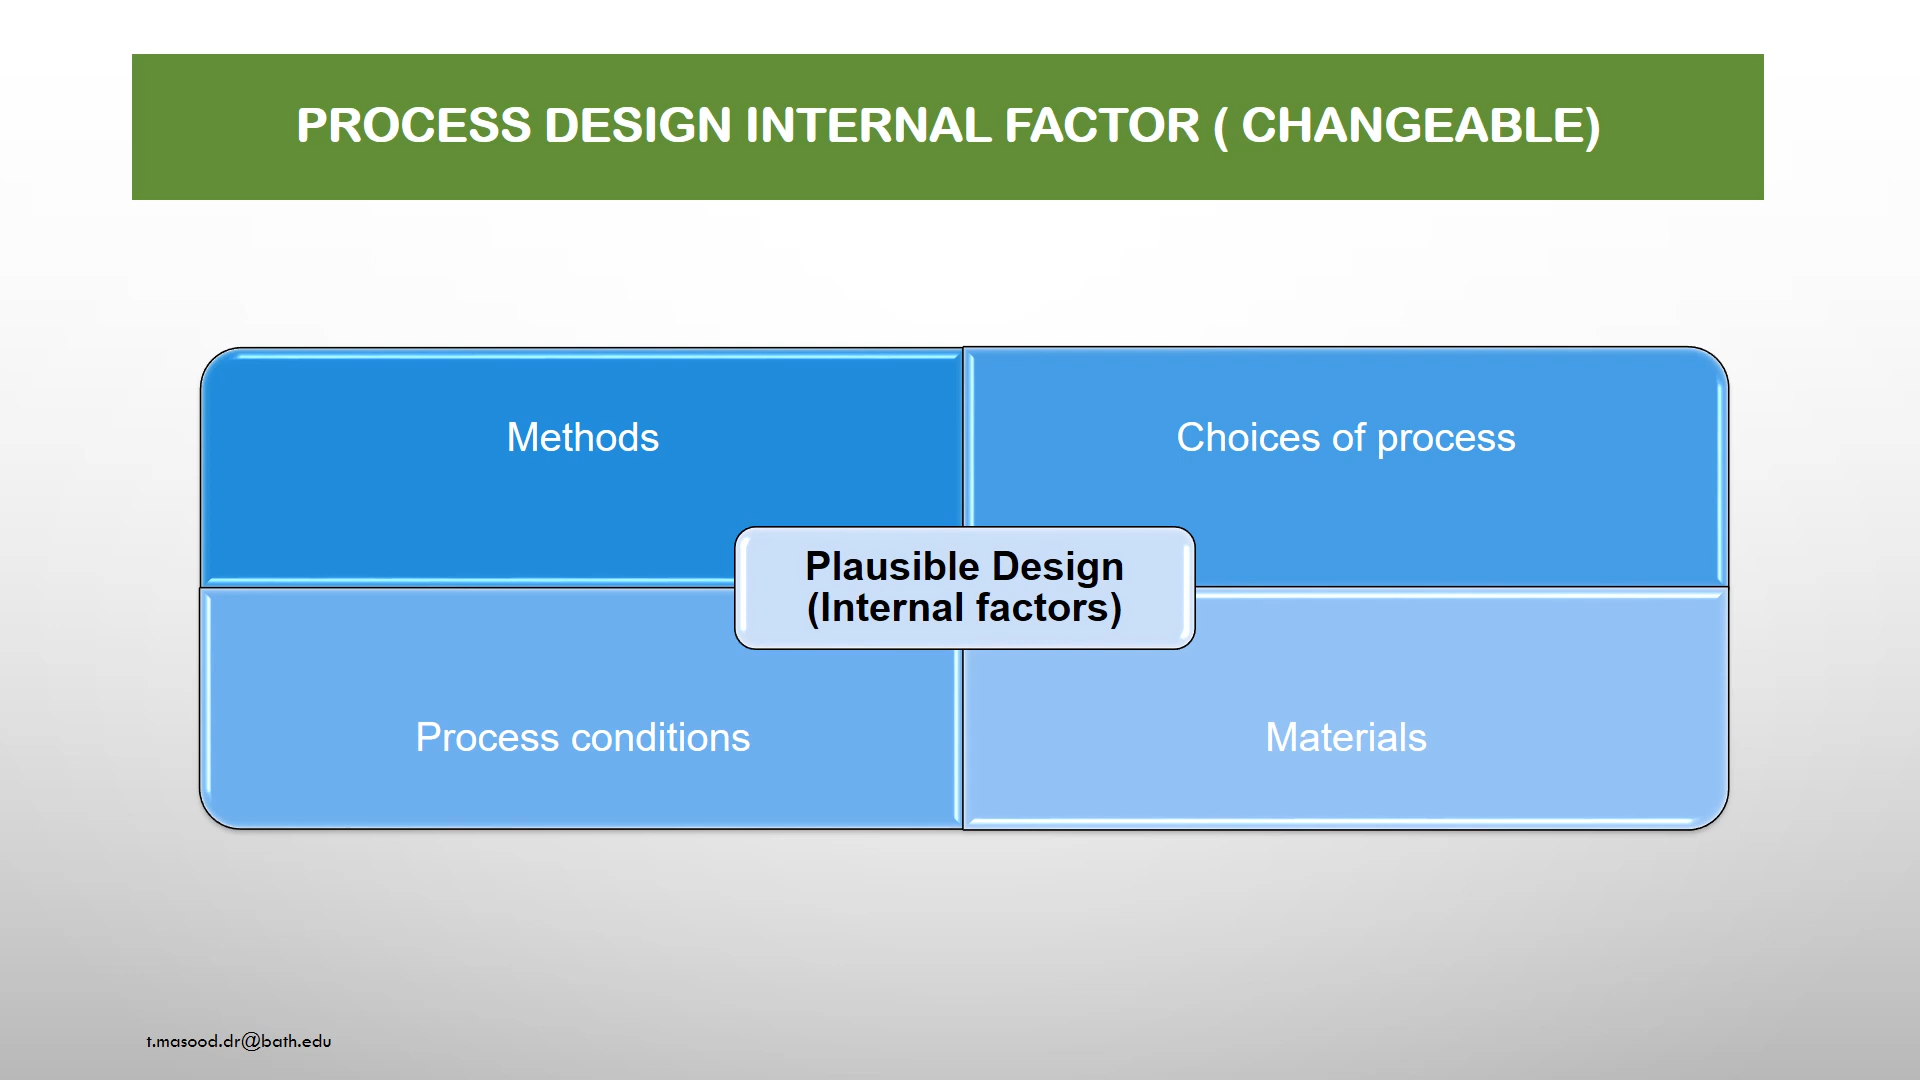 PROCESS DESIGN INTERNAL FACTOR ( CHANGEABLE)
Methods
Choices of process
Plausible Design
(Internal factors)
Process conditions
Materials
t.masood.dr@bath.edu